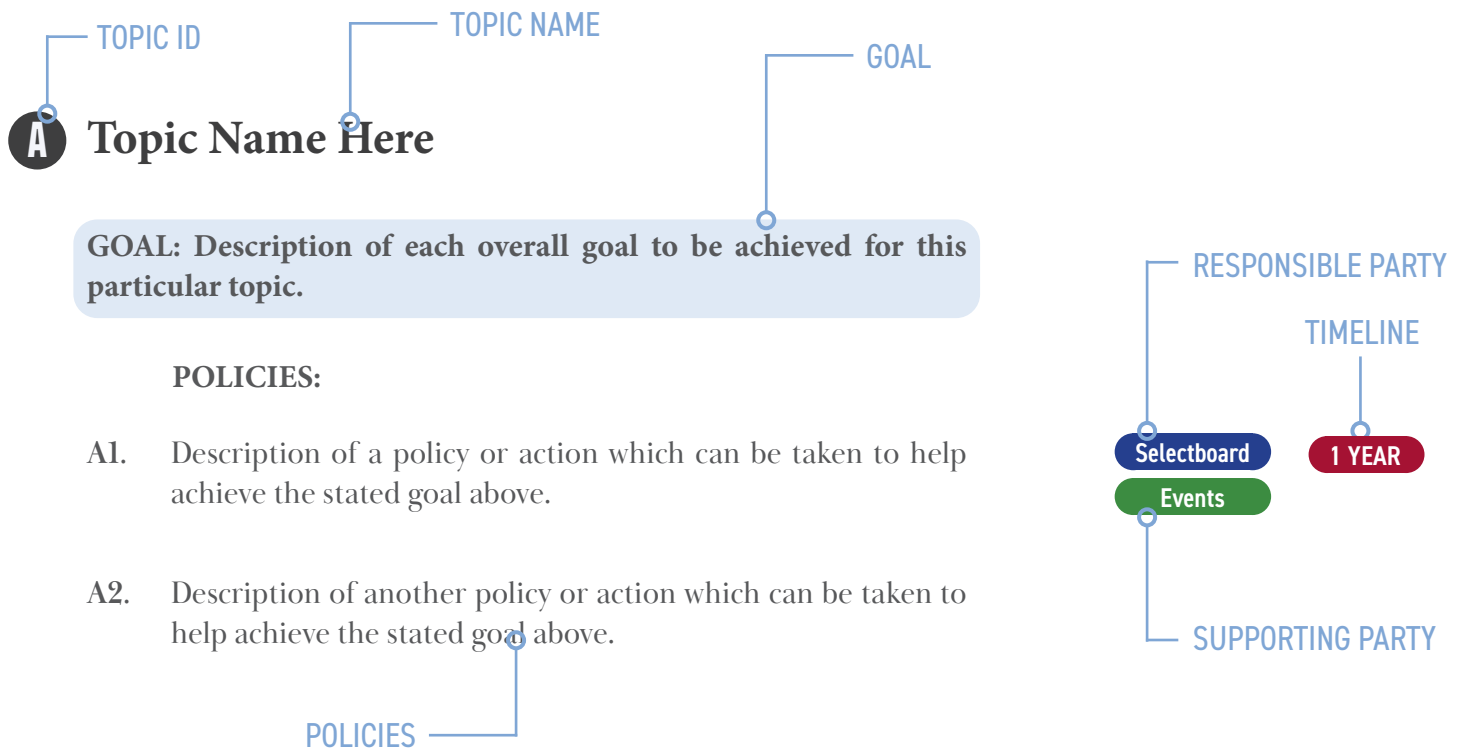 TOPIC ID
TOPIC NAME
GOAL
A Topic Name Here
GOAL: Description of each overall goal to be achieved for this
particular topic.
RESPONSIBLE PARTY
TIMELINE
POLICIES:
A1. Description of a policy or action which can be taken to help
achieve the stated goal above.
Selectboard
1 YEAR
Events
A2. Description of another policy or action which can be taken to
help achieve the stated goal above.
SUPPORTING PARTY
POLICIES